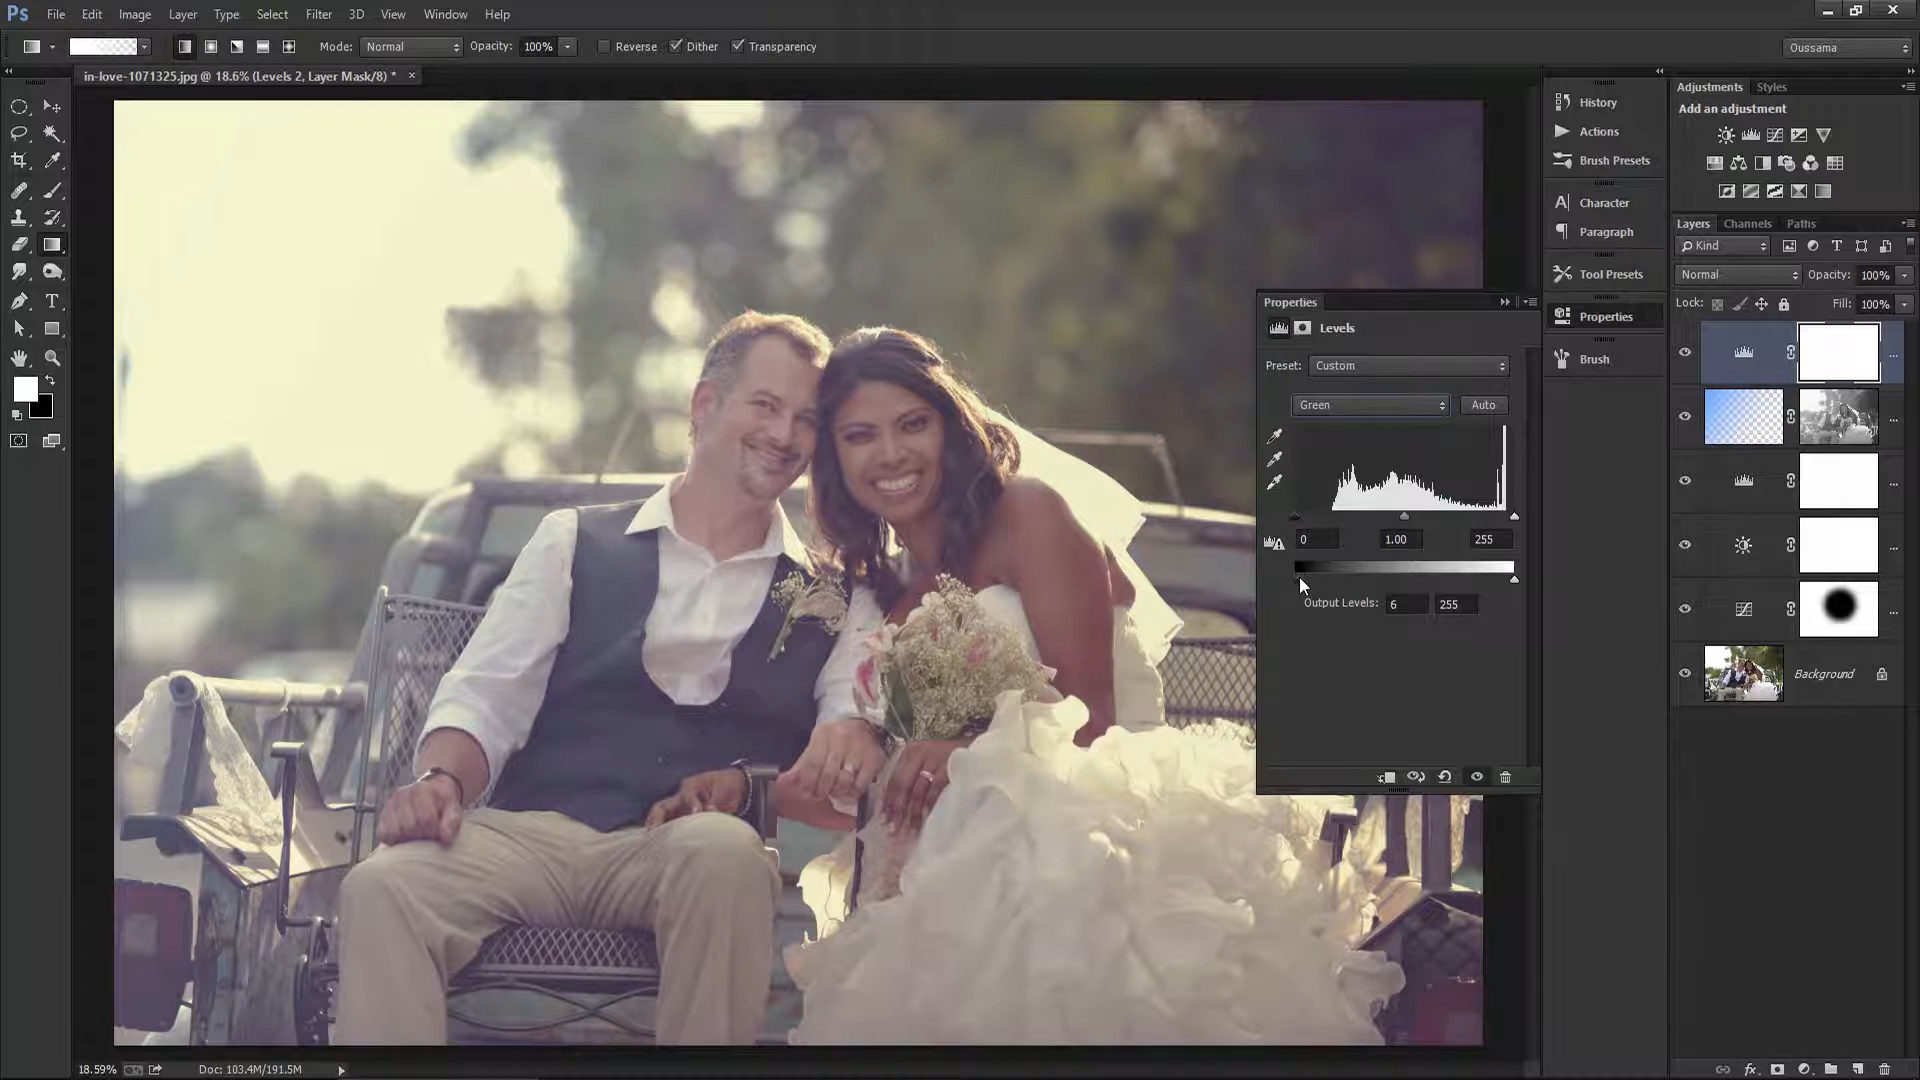 Ps File Edit Image Layer Type Select Filter 3D View Window Help
Mode: Normal Opacity: 100% Reverse Dither Transparency Oussama
in-love-1071325.jpg @ 18.6% (Levels 2, Layer Mask/8) * ×
History
Actions
Brush Presets
Character
Paragraph
Tool Presets
Properties
Brush
Adjustments Styles
Add an adjustment
Layers Channels Paths
Kind
Normal Opacity: 100%
Lock: Fill: 100%
...
...
...
...
...
Background
Properties
Levels
Preset: Custom
Green Auto
0 1.00 255
Output Levels: 6 255
18.59% Doc: 103.4M/191.5M